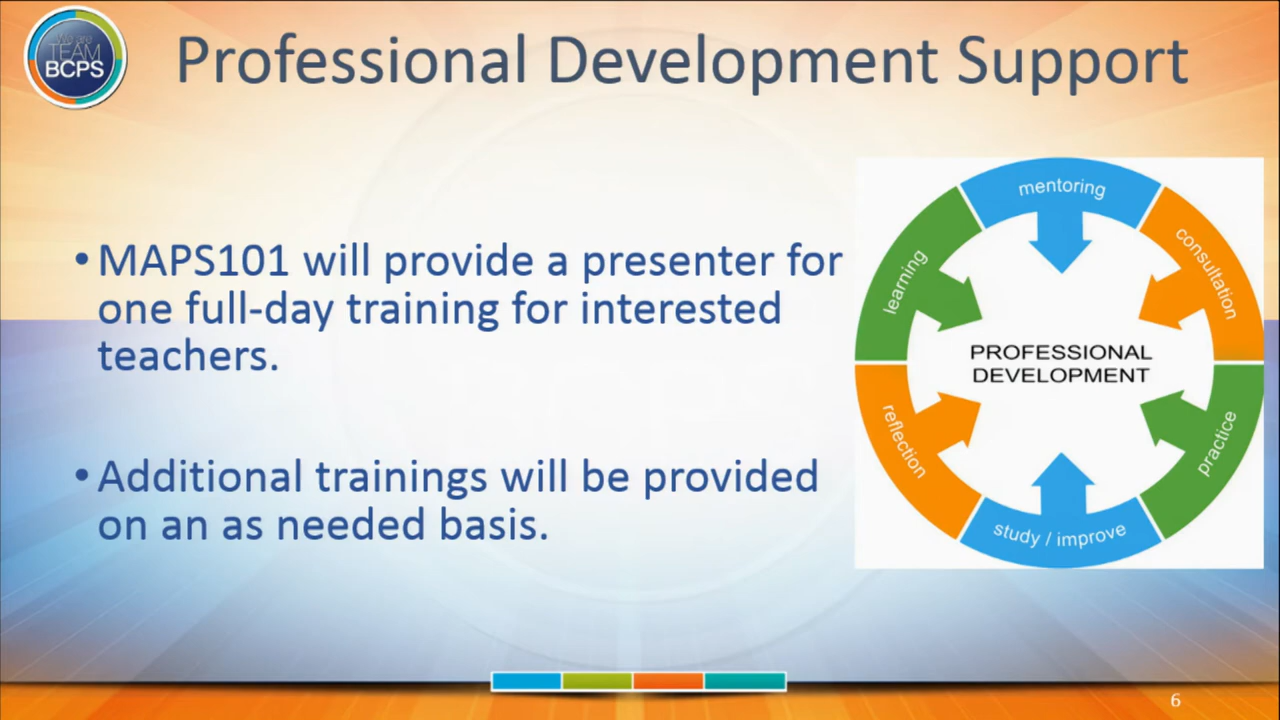 We are
TEAM
BCPS
Professional Development Support
• MAPS101 will provide a presenter for
one full-day training for interested
teachers.
• Additional trainings will be provided
on an as needed basis.
mentoring
consultation
learning
PROFESSIONAL
DEVELOPMENT
reflection
practice
study / improve
6